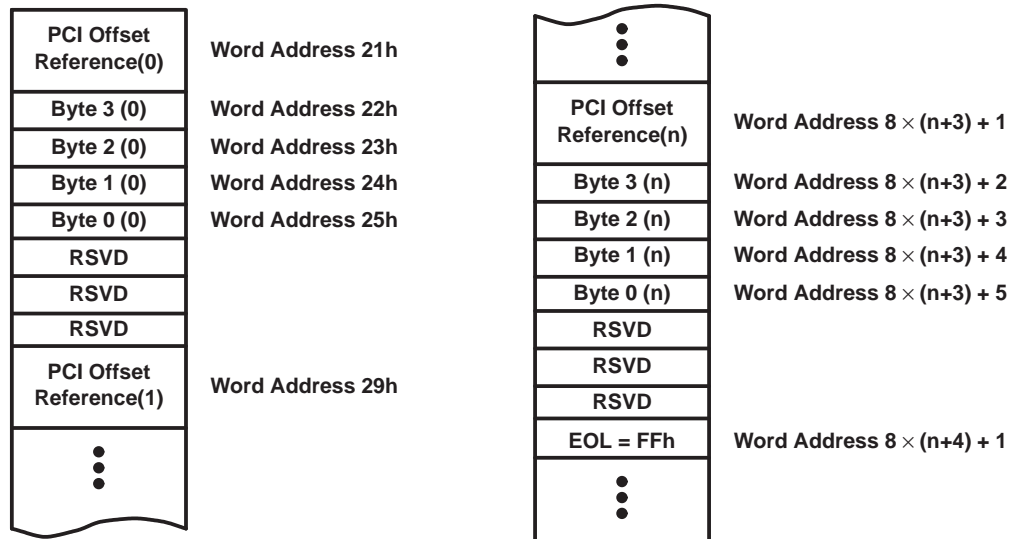 PCI Offset
Reference(0)
Word Address 21h
Byte 3 (0)
Word Address 22h
Byte 2 (0)
Word Address 23h
Byte 1 (0)
Word Address 24h
Byte 0 (0)
Word Address 25h
RSVD
RSVD
RSVD
PCI Offset
Reference(1)
Word Address 29h
PCI Offset
Reference(n)
Word Address 8 × (n+3) + 1
Byte 3 (n)
Word Address 8 × (n+3) + 2
Byte 2 (n)
Word Address 8 × (n+3) + 3
Byte 1 (n)
Word Address 8 × (n+3) + 4
Byte 0 (n)
Word Address 8 × (n+3) + 5
RSVD
RSVD
RSVD
EOL = FFh
Word Address 8 × (n+4) + 1